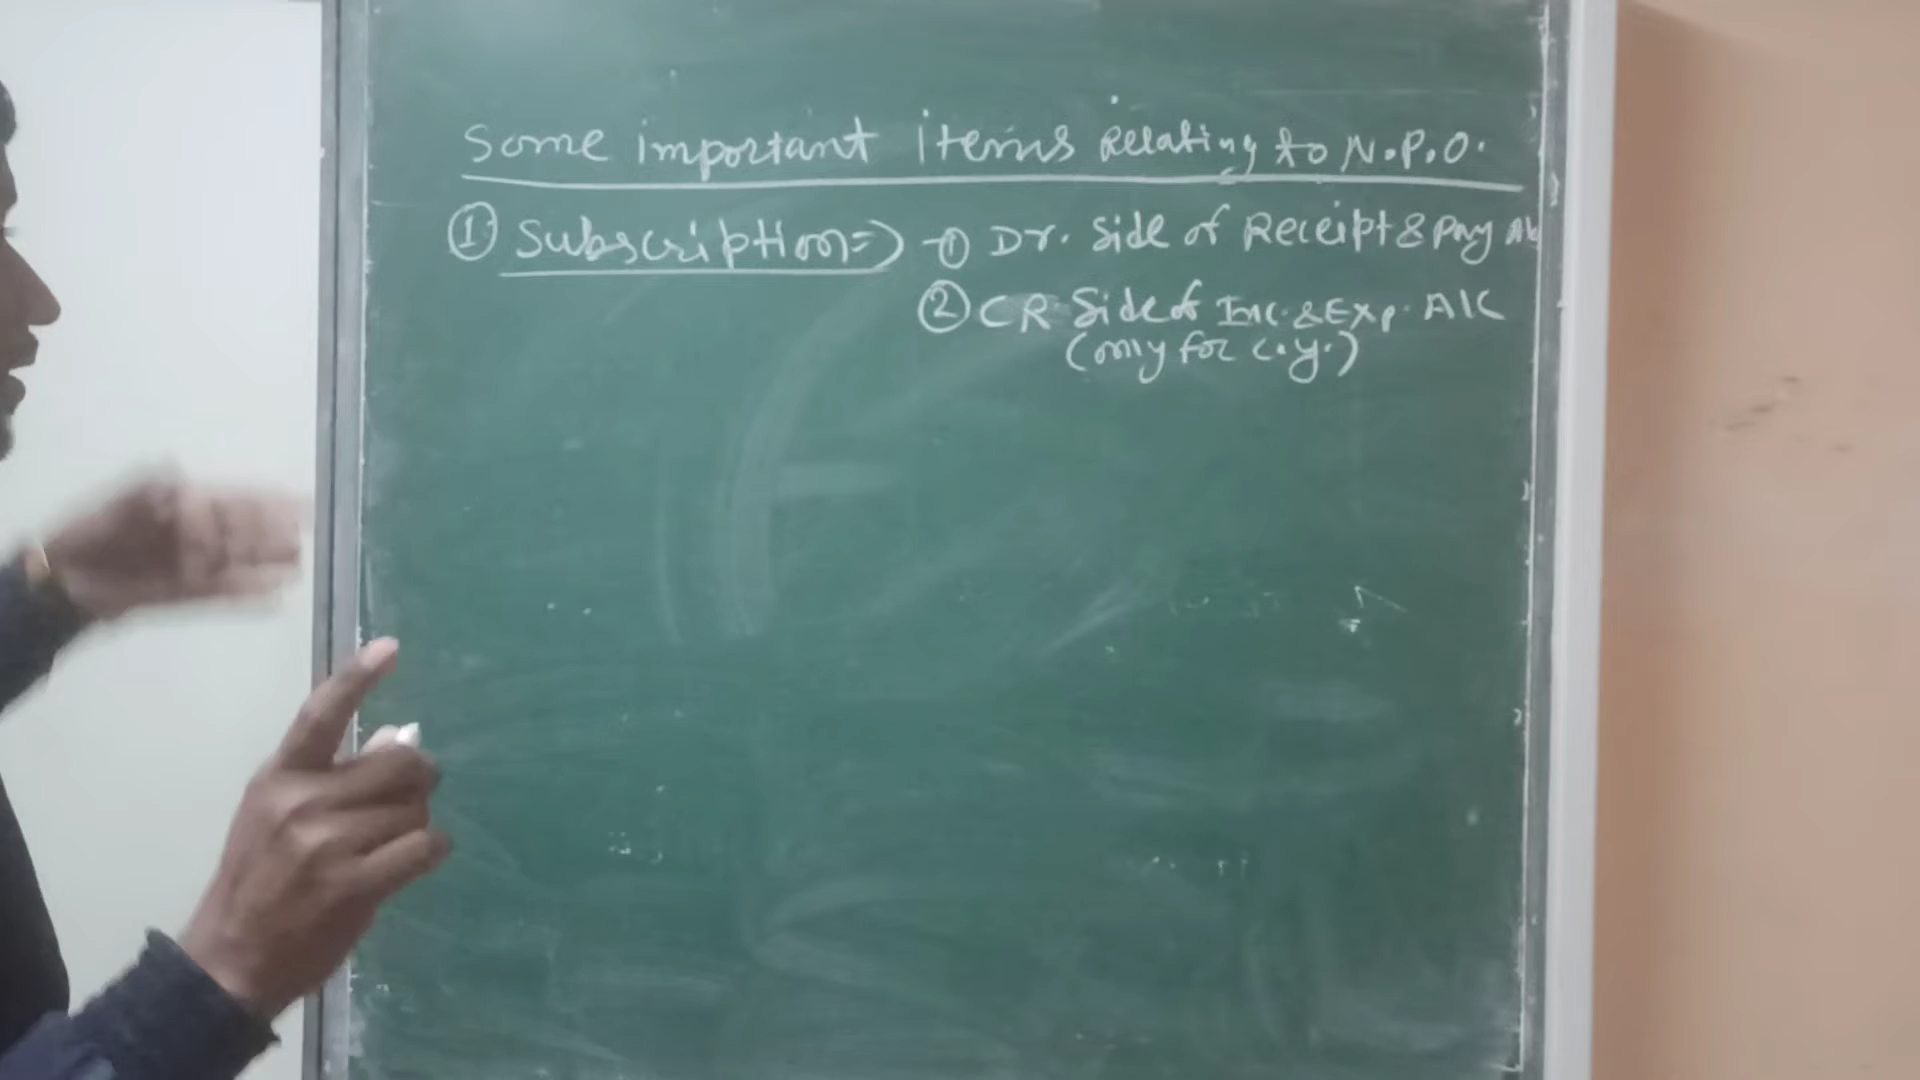 Some important items Relating to N.P.O.
① Subscription⇒ ① Dr. Side of Receipt & Pay A/c
② CR Side of Inc. & Exp. A/C
(only for c.y.)